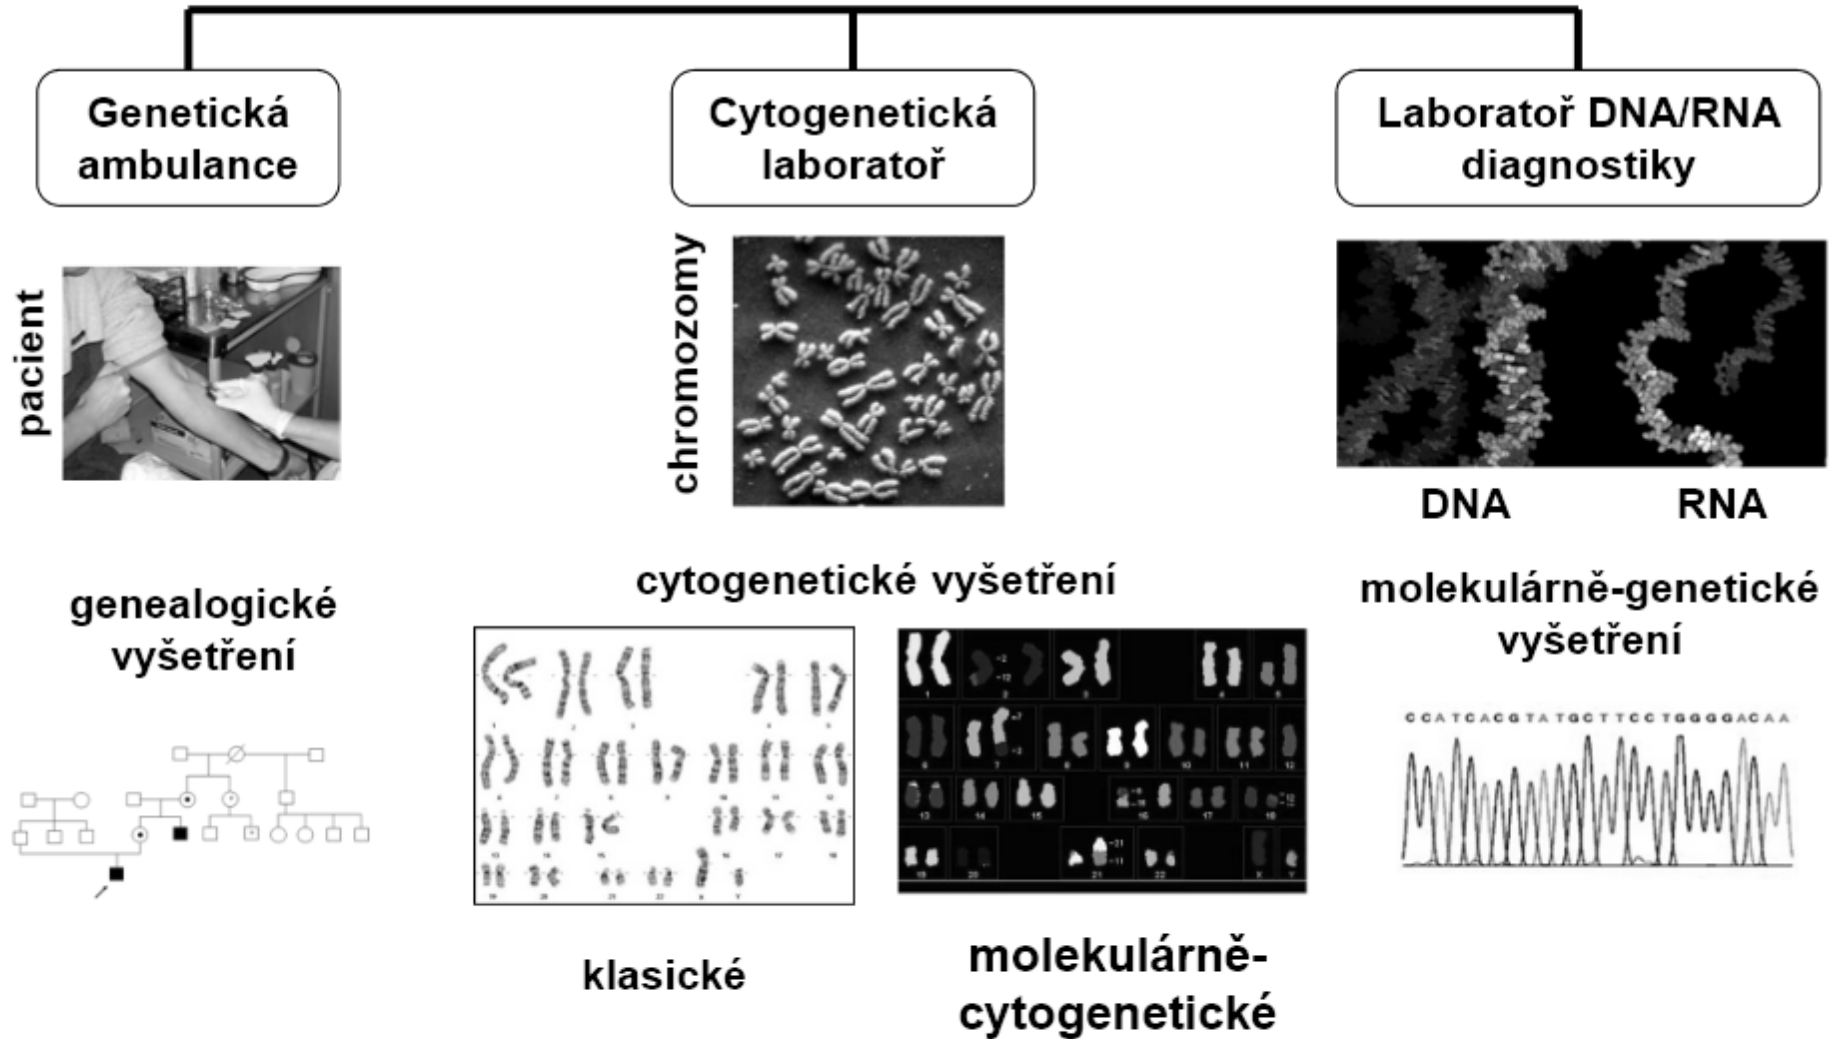 Genetická
ambulance
Cytogenetická
laboratoř
Laboratoř DNA/RNA
diagnostiky
pacient
chromozomy
DNA
RNA
genealogické
vyšetření
cytogenetické vyšetření
molekulárně-genetické
vyšetření
CCATCACGTATGCTTCCTGGGGACAA
klasické
molekulárně-
cytogenetické